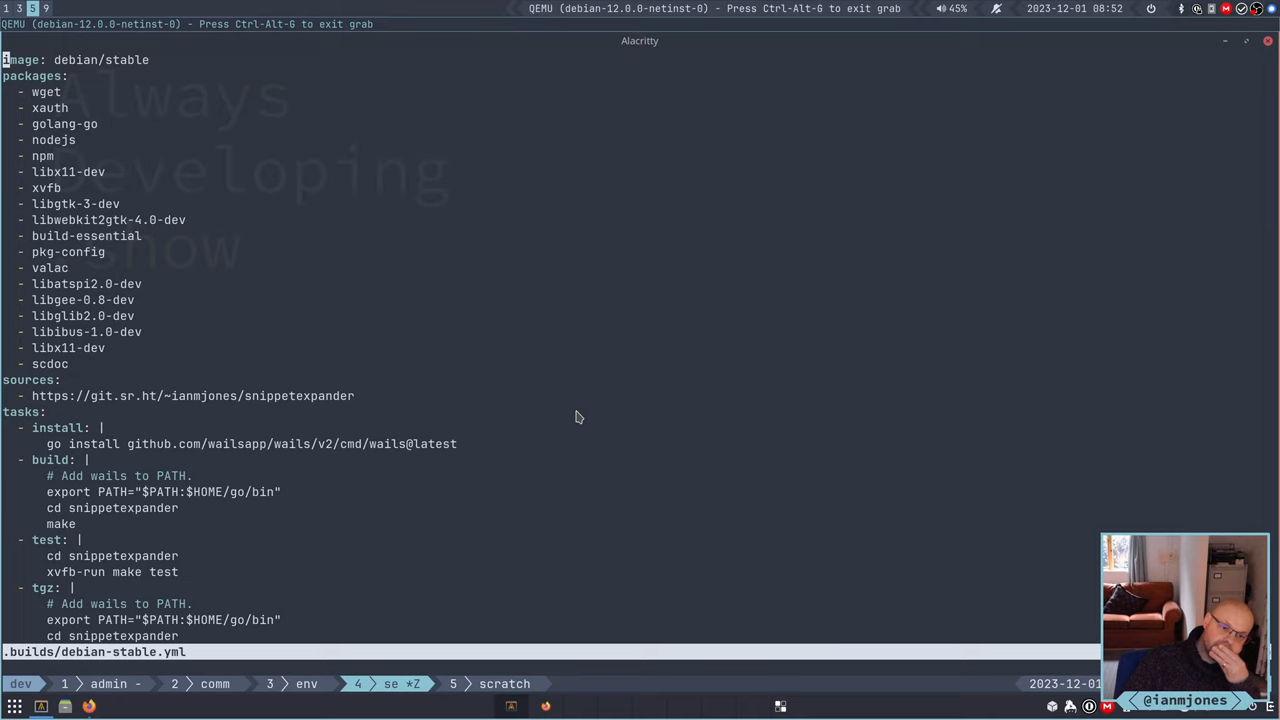 1 3 5 9 QEMU (debian-12.0.0-netinst-0) - Press Ctrl-Alt-G to exit grab 45% 2023-12-01 08:52
QEMU (debian-12.0.0-netinst-0) - Press Ctrl-Alt-G to exit grab
Alacritty
Always
Developing
Show
image: debian/stable
packages:
- wget
- xauth
- golang-go
- nodejs
- npm
- libx11-dev
- xvfb
- libgtk-3-dev
- libwebkit2gtk-4.0-dev
- build-essential
- pkg-config
- valac
- libatspi2.0-dev
- libgee-0.8-dev
- libglib2.0-dev
- libibus-1.0-dev
- libx11-dev
- scdoc
sources:
- https://git.sr.ht/~ianmjones/snippetexpander
tasks:
- install: |
go install github.com/wailsapp/wails/v2/cmd/wails@latest
- build: |
# Add wails to PATH.
export PATH="$PATH:$HOME/go/bin"
cd snippetexpander
make
- test: |
cd snippetexpander
xvfb-run make test
- tgz: |
# Add wails to PATH.
export PATH="$PATH:$HOME/go/bin"
cd snippetexpander
.builds/debian-stable.yml
dev 1 admin - 2 comm 3 env 4 se *Z 5 scratch 2023-12-01
@ianmjones